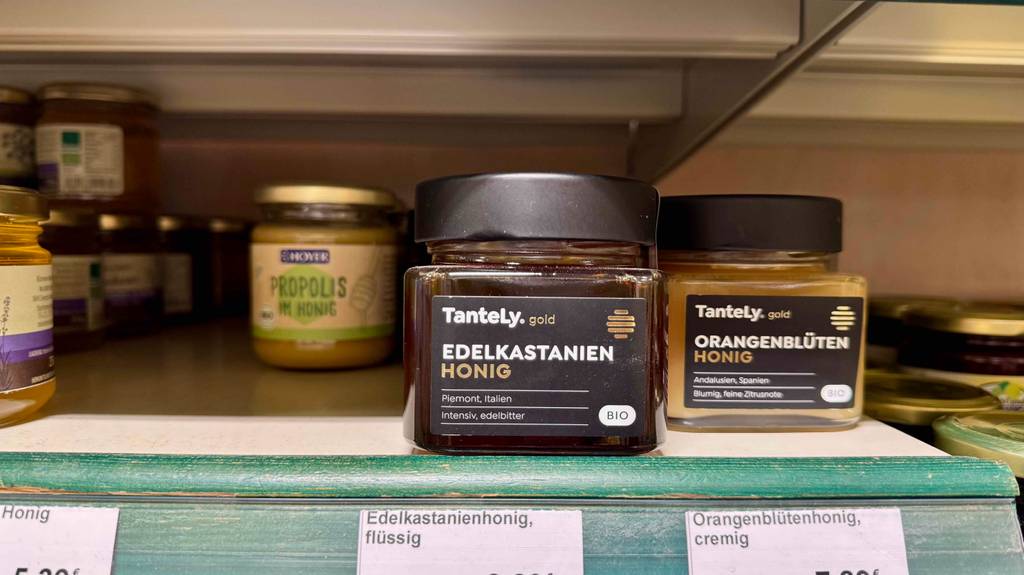 HOYER
PROPOLIS
IM HONIG
BIO
TanteLy. gold
EDELKASTANIEN
HONIG
Piemont, Italien
Intensiv, edelbitter
BIO
TanteLy. gold
ORANGENBLÜTEN
HONIG
Andalusien, Spanien
Blumig, feine Zitrusnote
BIO
Honig
Edelkastanienhonig,
flüssig
Orangenblütenhonig,
cremig